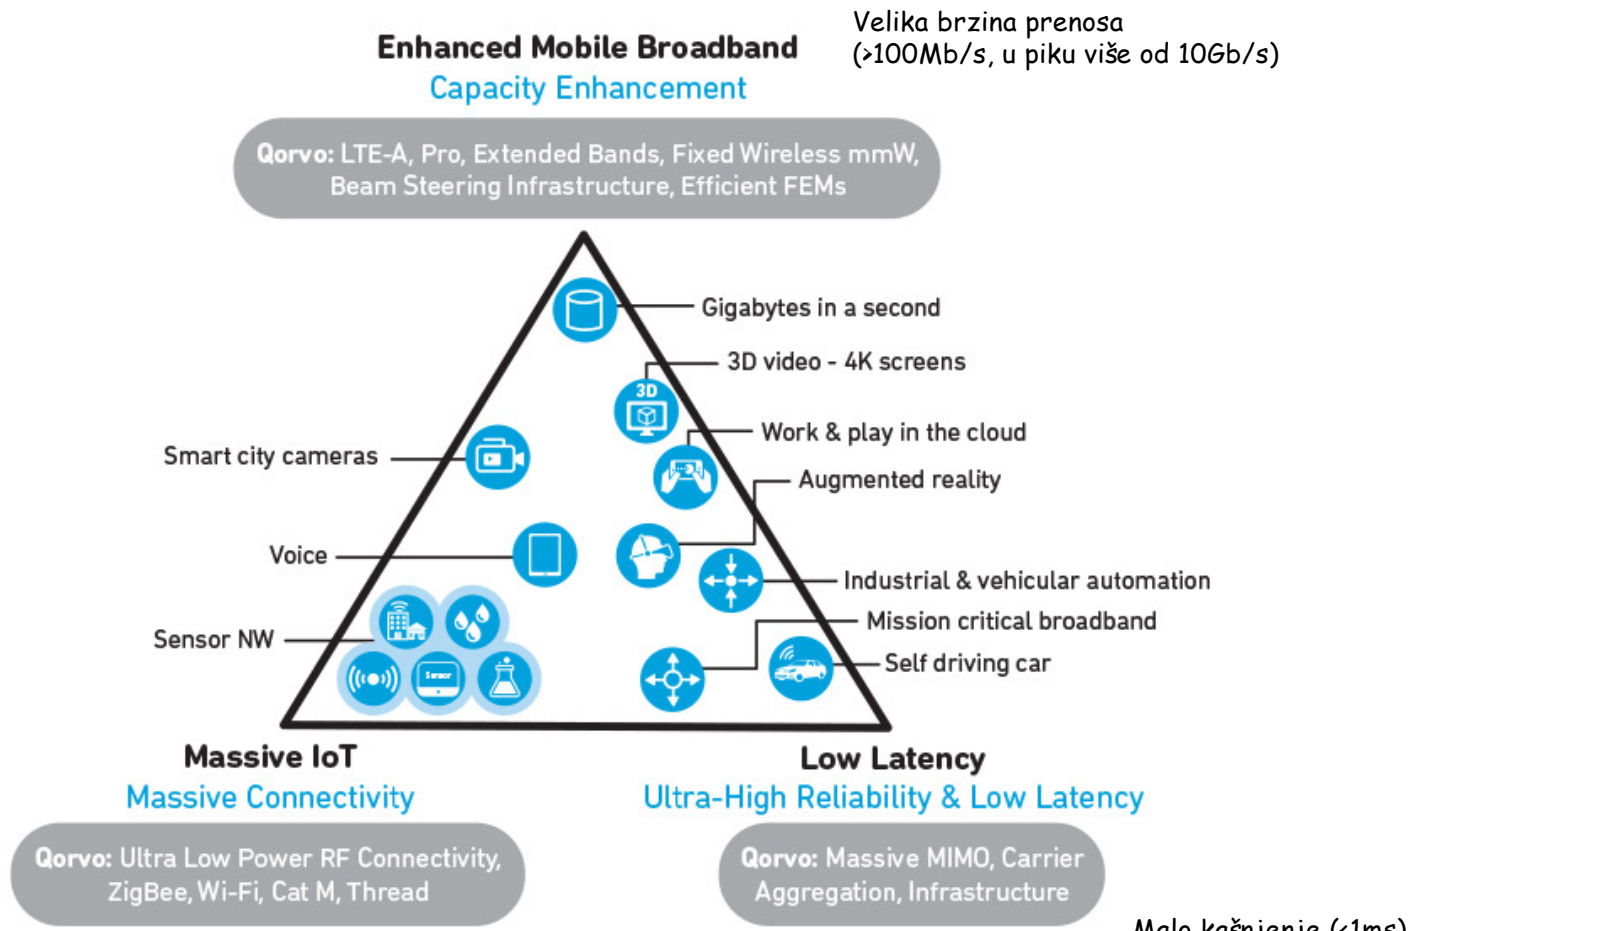 Velika brzina prenosa
(>100Mb/s, u piku više od 10Gb/s)
Enhanced Mobile Broadband
Capacity Enhancement
Qorvo: LTE-A, Pro, Extended Bands, Fixed Wireless mmW,
Beam Steering Infrastructure, Efficient FEMs
Gigabytes in a second
3D video - 4K screens
3D
Work & play in the cloud
Smart city cameras
Augmented reality
Voice
Industrial & vehicular automation
Mission critical broadband
Sensor NW
Self driving car
Sensor
Massive IoT
Massive Connectivity
Low Latency
Ultra-High Reliability & Low Latency
Qorvo: Ultra Low Power RF Connectivity,
ZigBee, Wi-Fi, Cat M, Thread
Qorvo: Massive MIMO, Carrier
Aggregation, Infrastructure
Malo kašnjenje (<1ms)